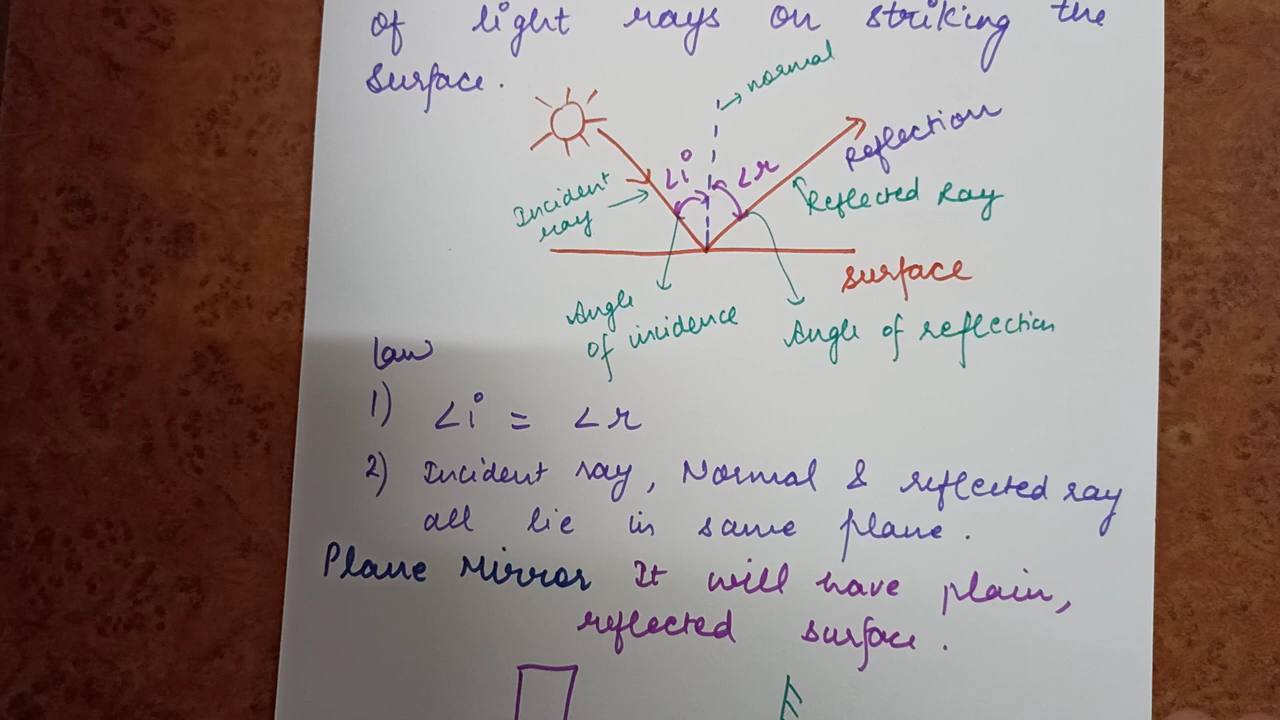 of light rays on striking the
surface.
normal
Reflection
∠i
∠r
Incident
ray
Reflected Ray
surface
Angle
of incidence
Angle of reflection
law
1) ∠i = ∠r
2) Incident ray, Normal & reflected ray
all lie in same plane.
Plane Mirror It will have plain,
reflected surface.